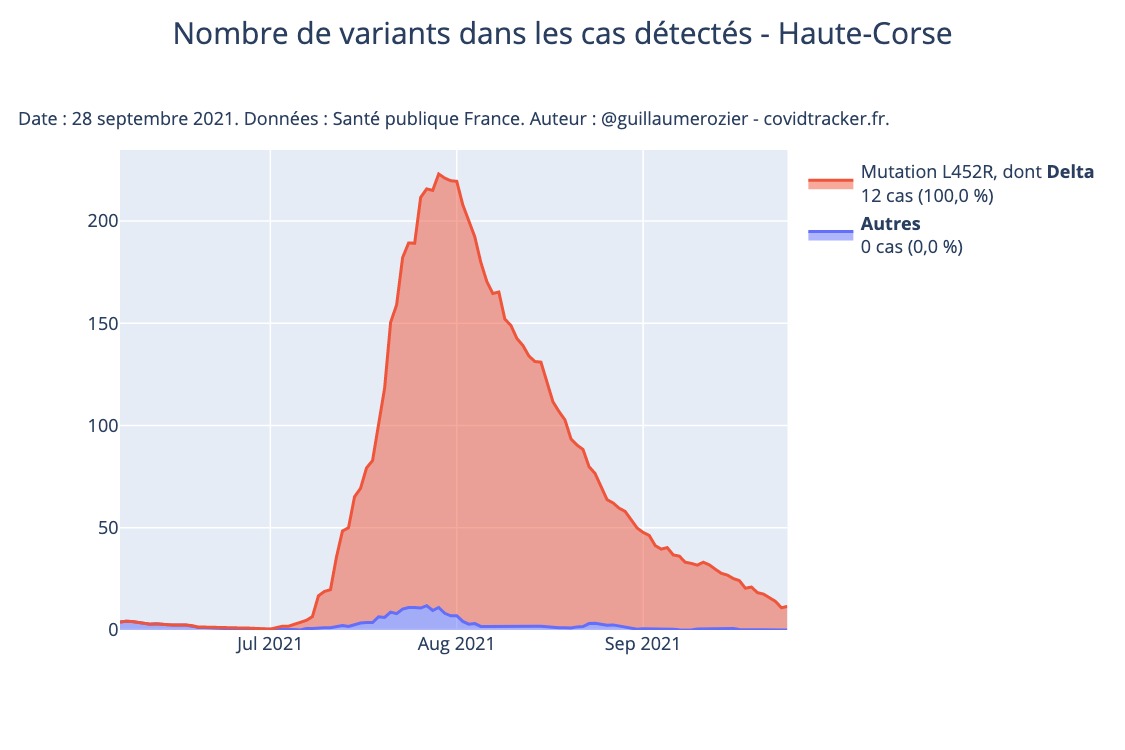 Nombre de variants dans les cas détectés - Haute-Corse
Date : 28 septembre 2021. Données : Santé publique France. Auteur : @guillaumerozier - covidtracker.fr.
Mutation L452R, dont Delta
12 cas (100,0 %)
Autres
0 cas (0,0 %)
200
150
100
50
0
Jul 2021
Aug 2021
Sep 2021